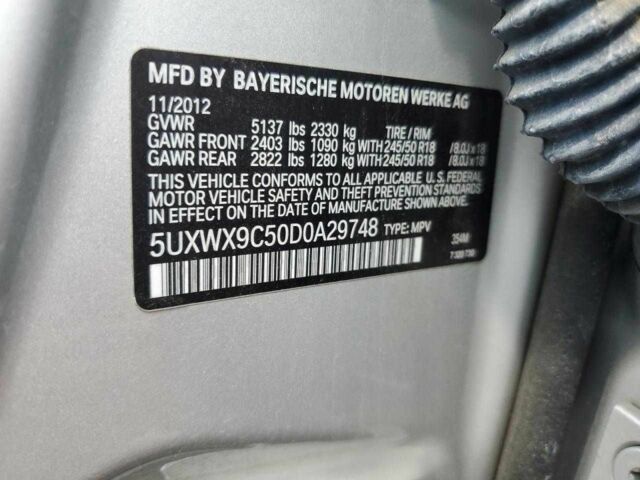 MFD BY BAYERISCHE MOTOREN WERKE AG
11/2012
GVWR 5137 lbs 2330 kg TIRE / RIM
GAWR FRONT 2403 lbs 1090 kg WITH 245/50 R18 /8.0J x 18
GAWR REAR 2822 lbs 1280 kg WITH 245/50 R18 /8.0J x 18
THIS VEHICLE CONFORMS TO ALL APPLICABLE U. S. FEDERAL
MOTOR VEHICLE SAFETY AND THEFT PREVENTION STANDARDS
IN EFFECT ON THE DATE OF MANUFACTURE SHOWN ABOVE.
5UXWX9C50D0A29748 TYPE: MPV 354M